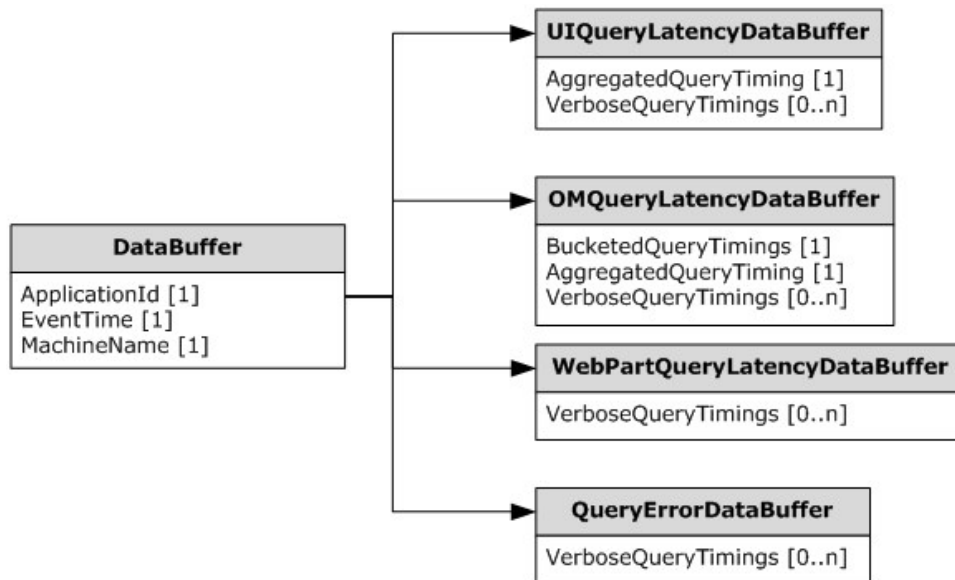 DataBuffer
ApplicationId [1]
EventTime [1]
MachineName [1]
UIQueryLatencyDataBuffer
AggregatedQueryTiming [1]
VerboseQueryTimings [0..n]
OMQueryLatencyDataBuffer
BucketedQueryTimings [1]
AggregatedQueryTiming [1]
VerboseQueryTimings [0..n]
WebPartQueryLatencyDataBuffer
VerboseQueryTimings [0..n]
QueryErrorDataBuffer
VerboseQueryTimings [0..n]